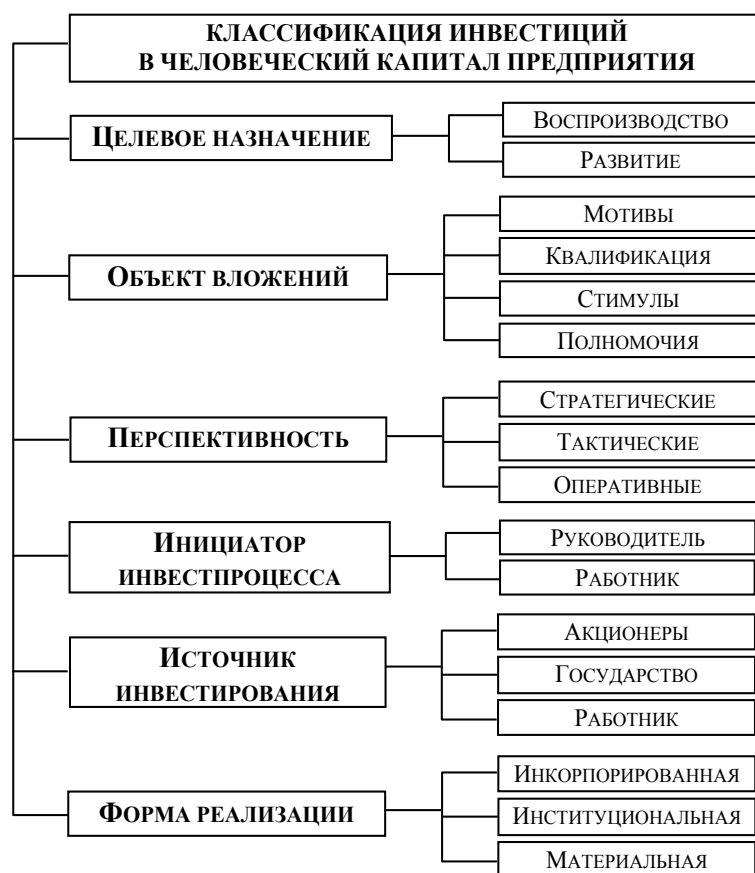 КЛАССИФИКАЦИЯ ИНВЕСТИЦИЙ
В ЧЕЛОВЕЧЕСКИЙ КАПИТАЛ ПРЕДПРИЯТИЯ
ЦЕЛЕВОЕ НАЗНАЧЕНИЕ
ВОСПРОИЗВОДСТВО
РАЗВИТИЕ
ОБЪЕКТ ВЛОЖЕНИЙ
МОТИВЫ
КВАЛИФИКАЦИЯ
СТИМУЛЫ
ПОЛНОМОЧИЯ
ПЕРСПЕКТИВНОСТЬ
СТРАТЕГИЧЕСКИЕ
ТАКТИЧЕСКИЕ
ОПЕРАТИВНЫЕ
ИНИЦИАТОР
ИНВЕСТПРОЦЕССА
РУКОВОДИТЕЛЬ
РАБОТНИК
ИСТОЧНИК
ИНВЕСТИРОВАНИЯ
АКЦИОНЕРЫ
ГОСУДАРСТВО
РАБОТНИК
ФОРМА РЕАЛИЗАЦИИ
ИНКОРПОРИРОВАННАЯ
ИНСТИТУЦИОНАЛЬНАЯ
МАТЕРИАЛЬНАЯ